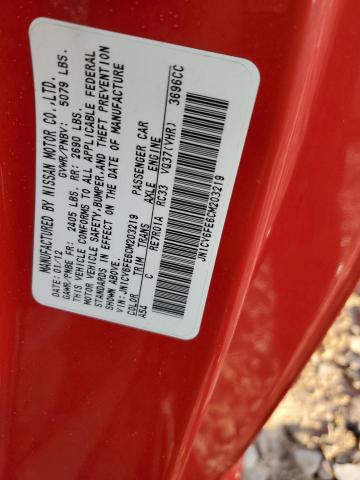 MANUFACTURED BY NISSAN MOTOR CO.,LTD.
DATE: 01/12 GVWR/PNBV: 5079 LBS.
GAWR/PNBE FR: 2405 LBS. RR: 2690 LBS.
THIS VEHICLE CONFORMS TO ALL APPLICABLE FEDERAL
MOTOR VEHICLE SAFETY,BUMPER,AND THEFT PREVENTION
STANDARDS IN EFFECT ON THE DATE OF MANUFACTURE
SHOWN ABOVE.
VIN: JN1CV6FE6CM203219 PASSENGER CAR
COLOR TRIM TRANS AXLE ENGINE
A54 C RE7R01A RC33 VQ37(VHR) 3696CC
JN1CV6FE6CM203219